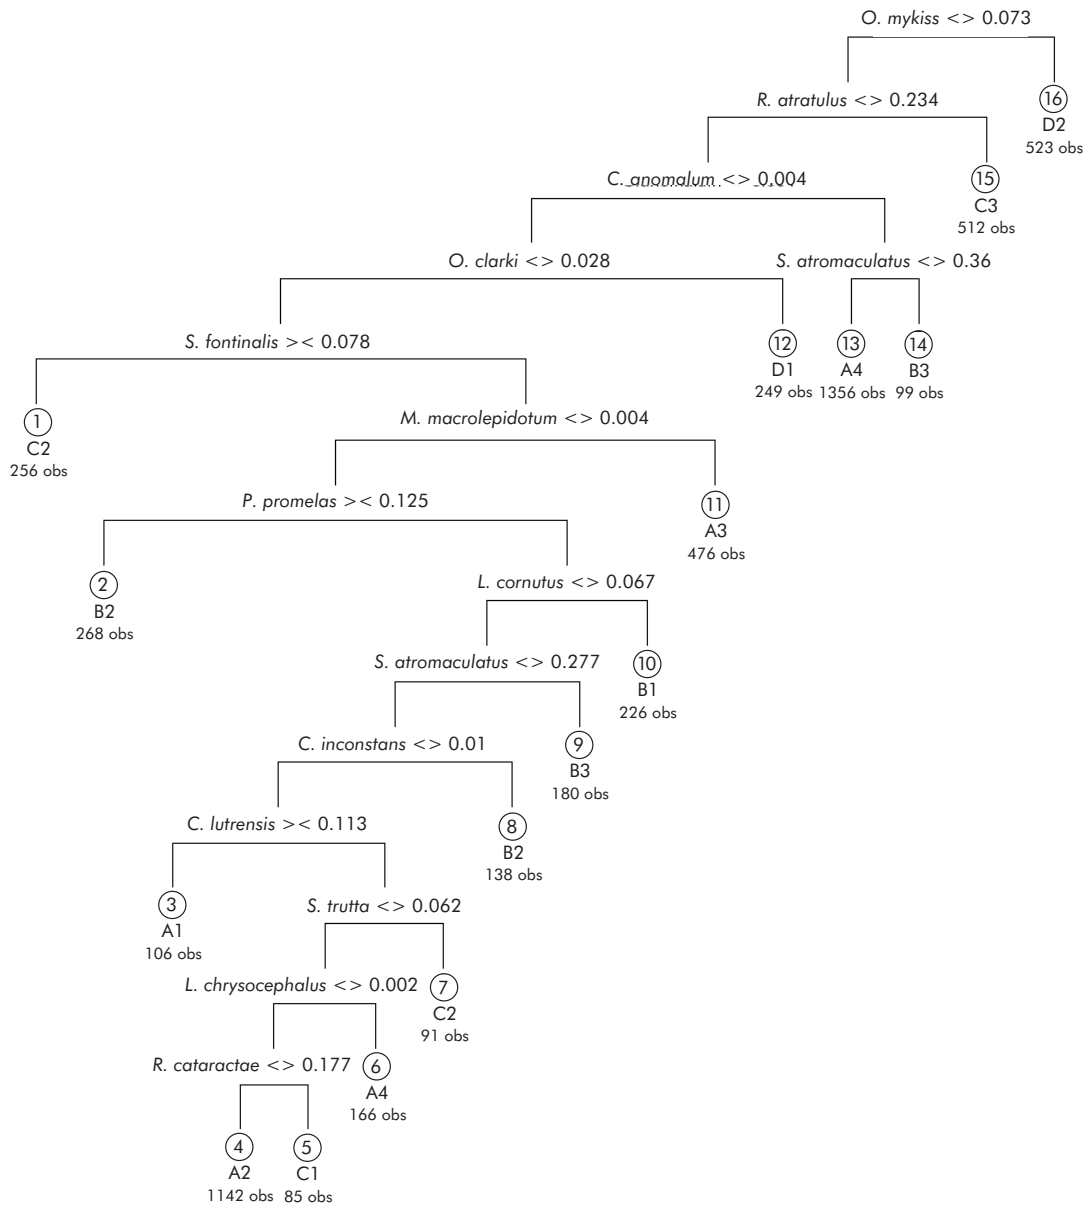 O. mykiss <> 0.073
R. atratulus <> 0.234
16
D2
523 obs
C. anomalum <> 0.004
15
C3
512 obs
O. clarki <> 0.028
S. atromaculatus <> 0.36
S. fontinalis >< 0.078
12
D1
249 obs
13
A4
1356 obs
14
B3
99 obs
1
C2
256 obs
M. macrolepidotum <> 0.004
P. promelas >< 0.125
11
A3
476 obs
2
B2
268 obs
L. cornutus <> 0.067
S. atromaculatus <> 0.277
10
B1
226 obs
C. inconstans <> 0.01
9
B3
180 obs
C. lutrensis >< 0.113
8
B2
138 obs
3
A1
106 obs
S. trutta <> 0.062
L. chrysocephalus <> 0.002
7
C2
91 obs
R. cataractae <> 0.177
6
A4
166 obs
4
A2
1142 obs
5
C1
85 obs